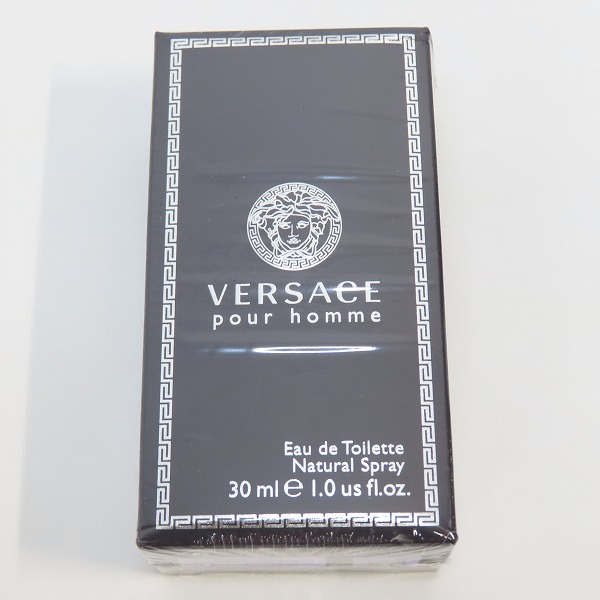 VERSACE
pour homme
Eau de Toilette
Natural Spray
30 ml ℮ 1.0 us fl.oz.